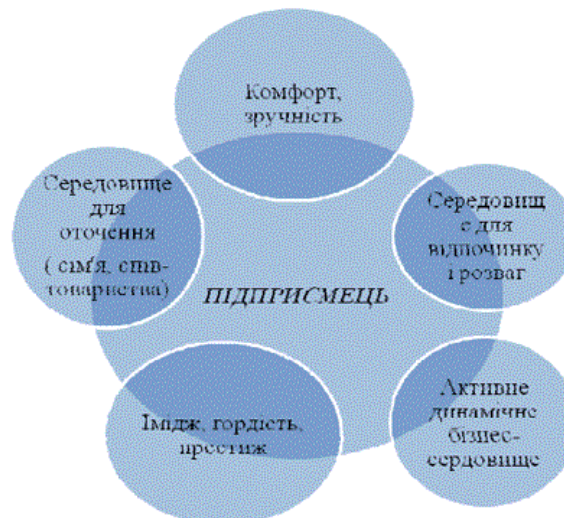 Комфорт,
зручність
Середовище
для
оточення
( сім'я, спів-
товариства)
Середовищ
е для
відпочинку
і розваг
ПІДПРИЄМЕЦЬ
Імідж, гордість,
престиж
Активне
динамічне
бізнес-
сердовище